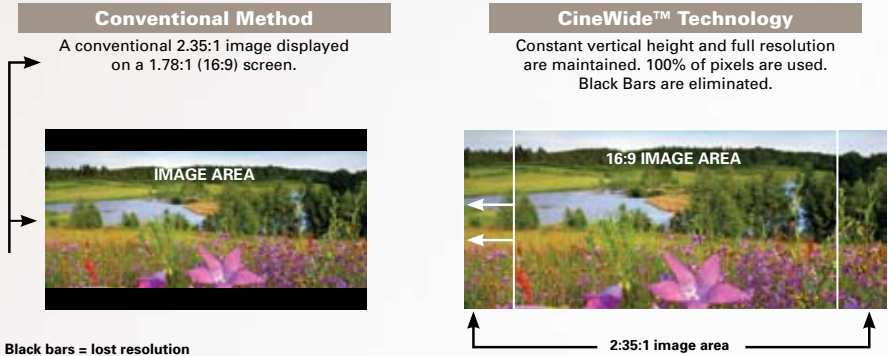 Conventional Method
A conventional 2.35:1 image displayed
on a 1.78:1 (16:9) screen.
IMAGE AREA
Black bars = lost resolution
CineWide™ Technology
Constant vertical height and full resolution
are maintained. 100% of pixels are used.
Black Bars are eliminated.
16:9 IMAGE AREA
2:35:1 image area